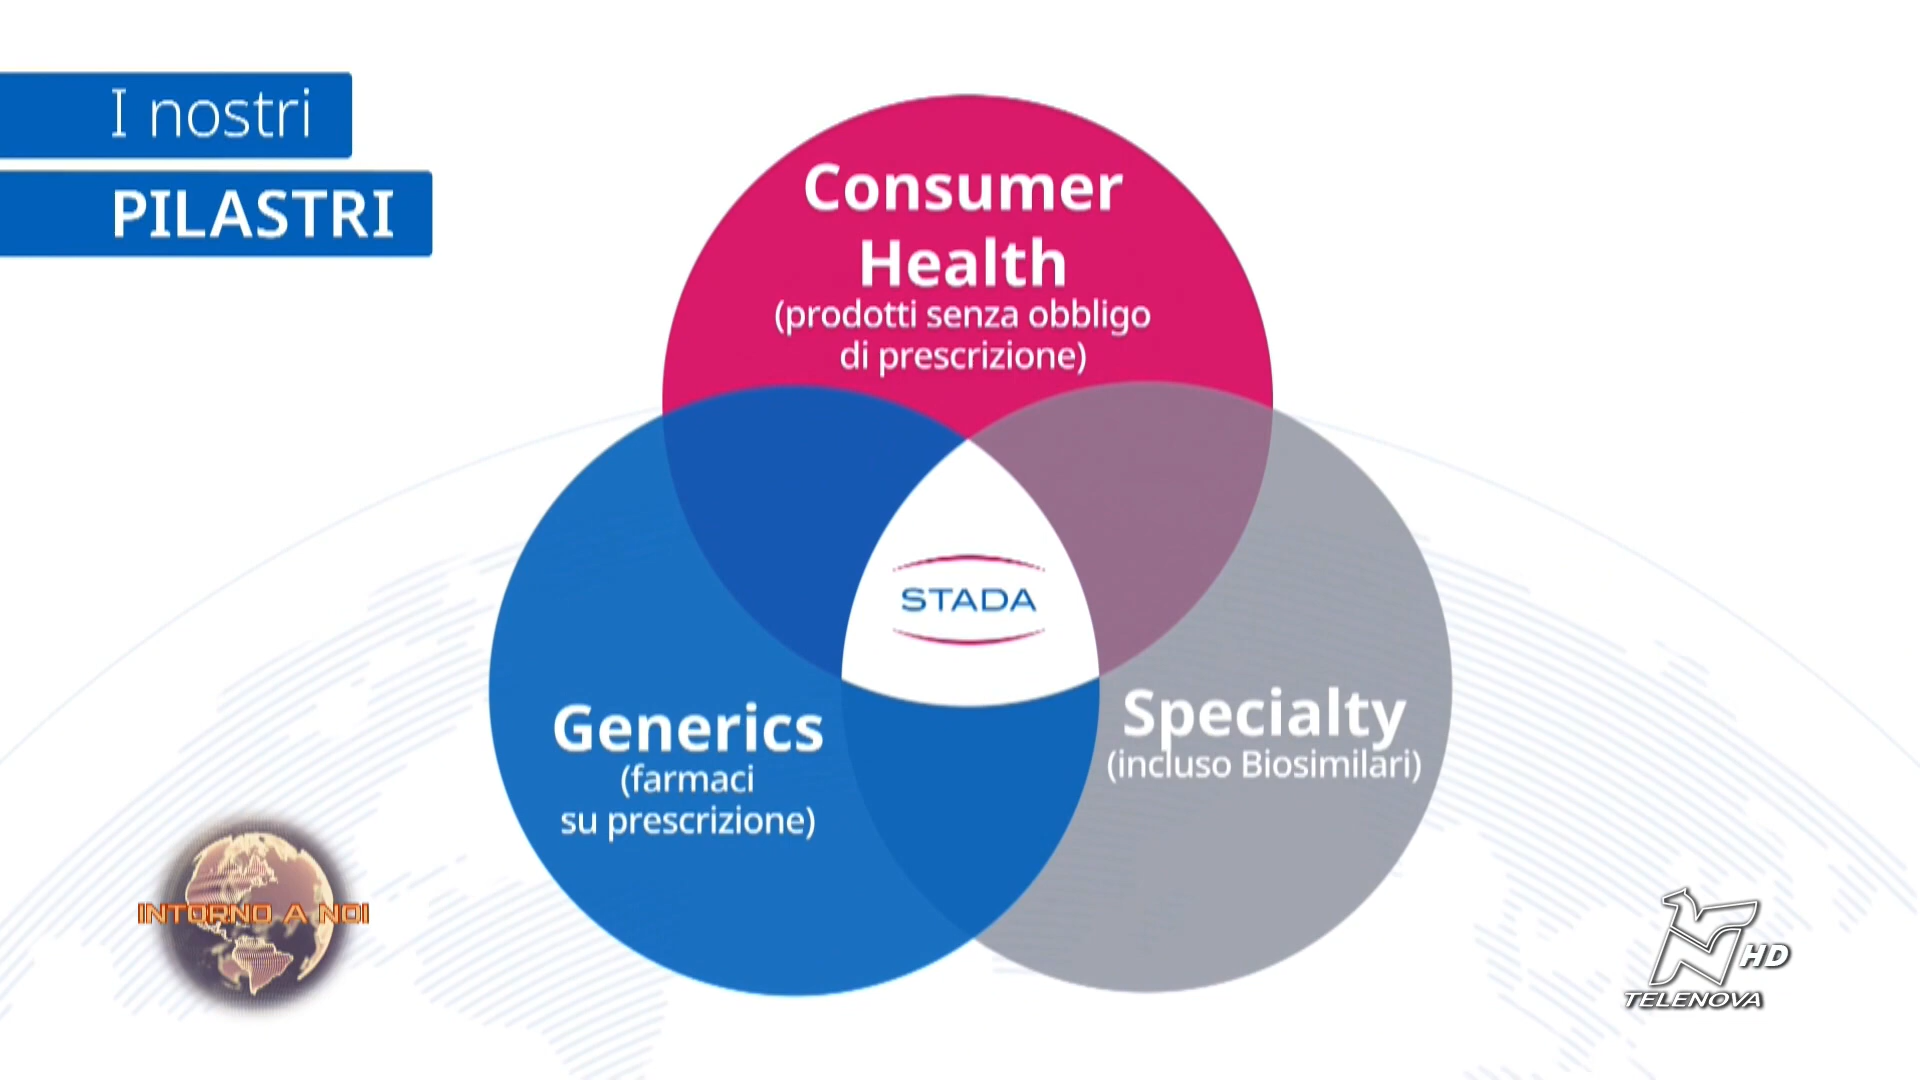 I nostri
PILASTRI
Consumer
Health
(prodotti senza obbligo
di prescrizione)
STADA
Generics
(farmaci
su prescrizione)
Specialty
(incluso Biosimilari)
INTORNO A NOI
HD
TELENOVA